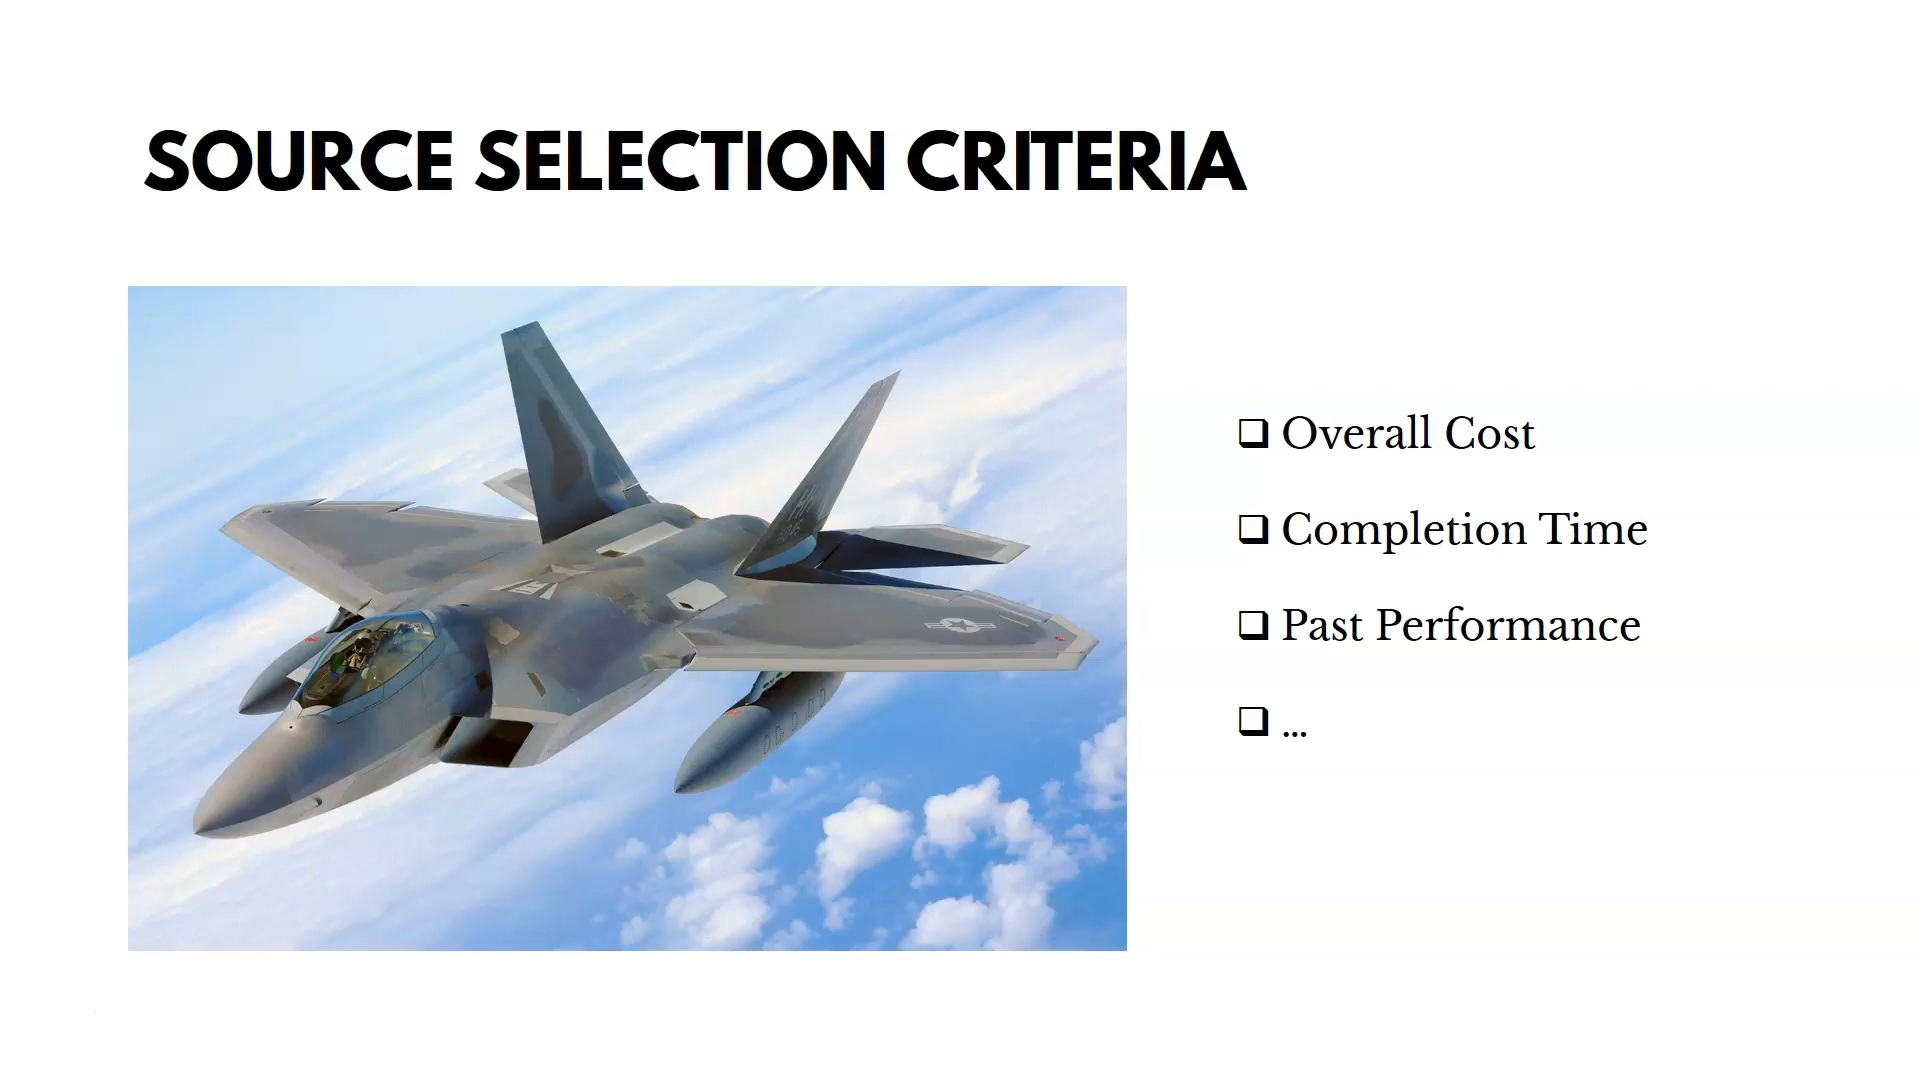 SOURCE SELECTION CRITERIA
❑ Overall Cost
❑ Completion Time
❑ Past Performance
❑ ...